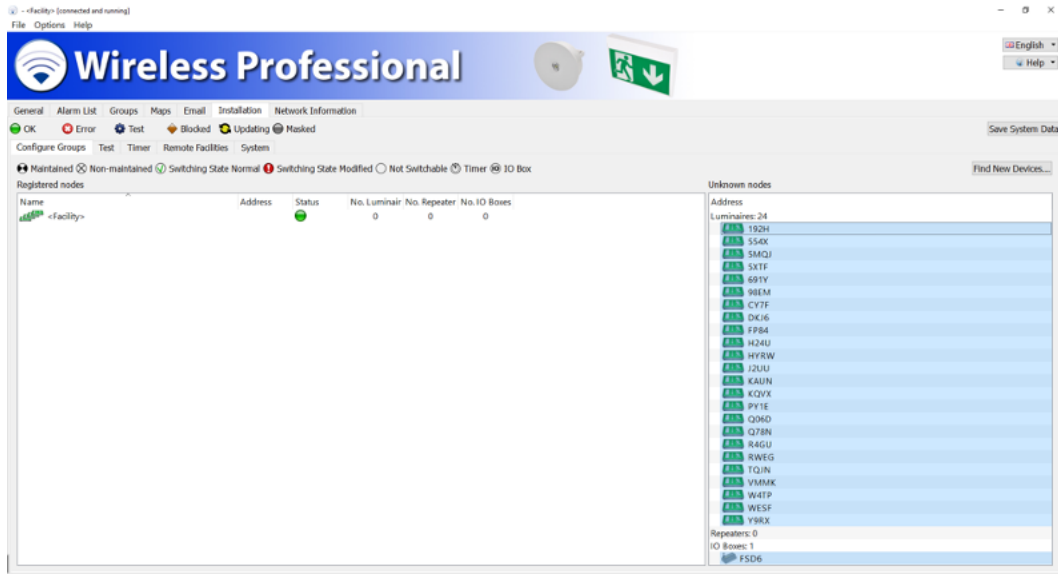 - <Facility> [connected and running]
File Options Help
Wireless Professional
English
Help
General Alarm List Groups Maps Email Installation Network Information
OK Error Test Blocked Updating Masked
Save System Data
Configure Groups Test Timer Remote Facilities System
Maintained Non-maintained Switching State Normal Switching State Modified Not Switchable Timer IO Box
Find New Devices...
Registered nodes
Name Address Status No. Luminair No. Repeater No. IO Boxes
<Facility> 0 0 0
Unknown nodes
Address
Luminaires: 24
192H
554X
5MQJ
5XTF
691Y
98EM
CY7F
DKJ6
FP84
H24U
HYRW
J2UU
KAUN
KQVX
PY1E
Q06D
Q78N
R4GU
RWEG
TQJN
VMMK
W4TP
WESF
Y9RX
Repeaters: 0
IO Boxes: 1
FSD6